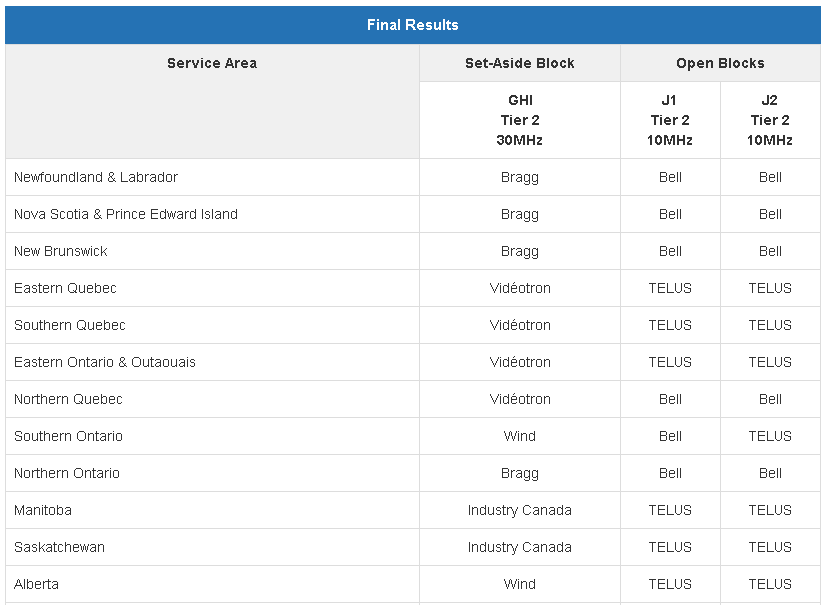 Final Results
Service Area Set-Aside Block Open Blocks
GHI J1 J2
Tier 2 Tier 2 Tier 2
30MHz 10MHz 10MHz
Newfoundland & Labrador Bragg Bell Bell
Nova Scotia & Prince Edward Island Bragg Bell Bell
New Brunswick Bragg Bell Bell
Eastern Quebec Vidéotron TELUS TELUS
Southern Quebec Vidéotron TELUS TELUS
Eastern Ontario & Outaouais Vidéotron TELUS TELUS
Northern Quebec Vidéotron Bell Bell
Southern Ontario Wind Bell TELUS
Northern Ontario Bragg Bell Bell
Manitoba Industry Canada TELUS TELUS
Saskatchewan Industry Canada TELUS TELUS
Alberta Wind TELUS TELUS